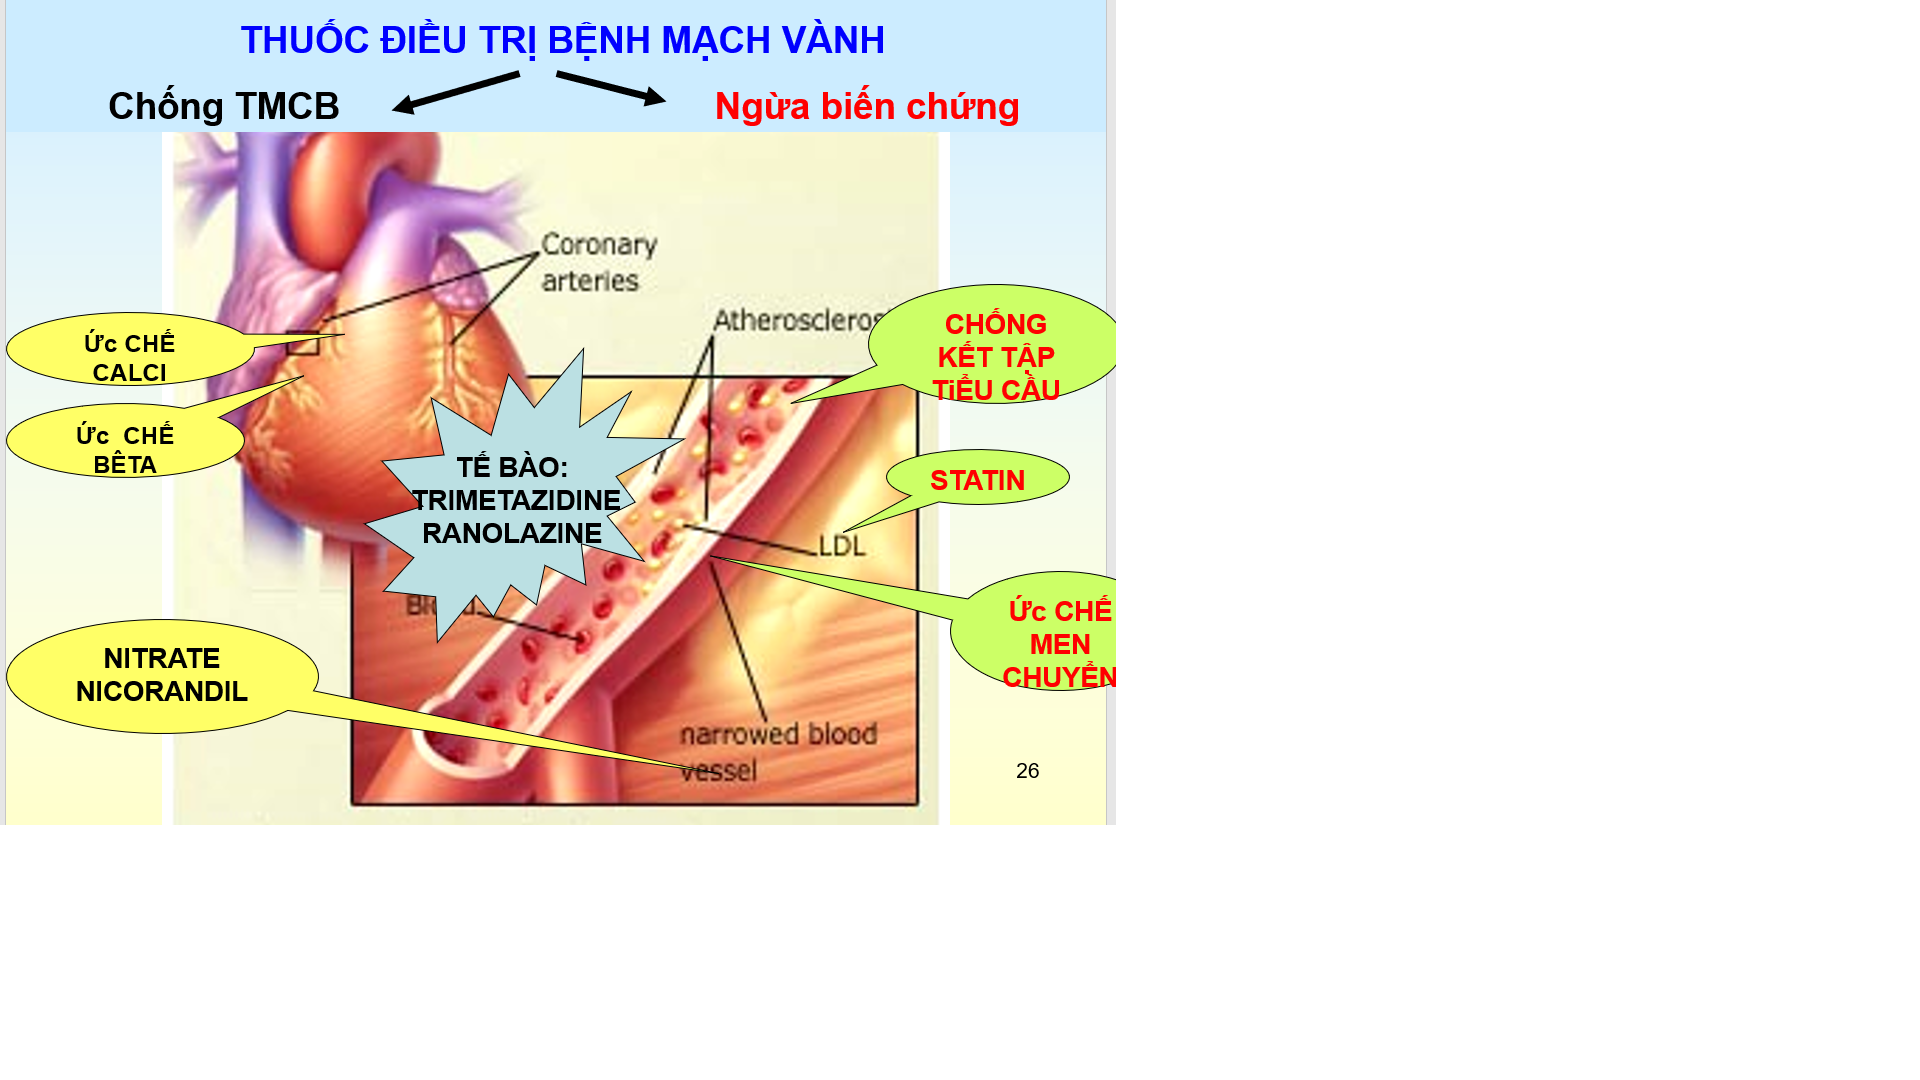 THUỐC ĐIỀU TRỊ BỆNH MẠCH VÀNH
Chống TMCB
Ngừa biến chứng
Coronary
arteries
Ức CHẾ
CALCI
Ức CHẾ
BÊTA
CHỐNG
KẾT TẬP
TiỂU CẦU
TẾ BÀO:
TRIMETAZIDINE
RANOLAZINE
STATIN
LDL
Ức CHẾ
MEN
CHUYỂN
NITRATE
NICORANDIL
narrowed blood
vessel
26